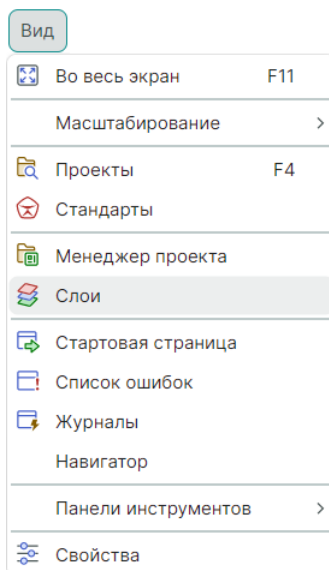 Вид
Во весь экран F11
Масштабирование
Проекты F4
Стандарты
Менеджер проекта
Слои
Стартовая страница
Список ошибок
Журналы
Навигатор
Панели инструментов
Свойства